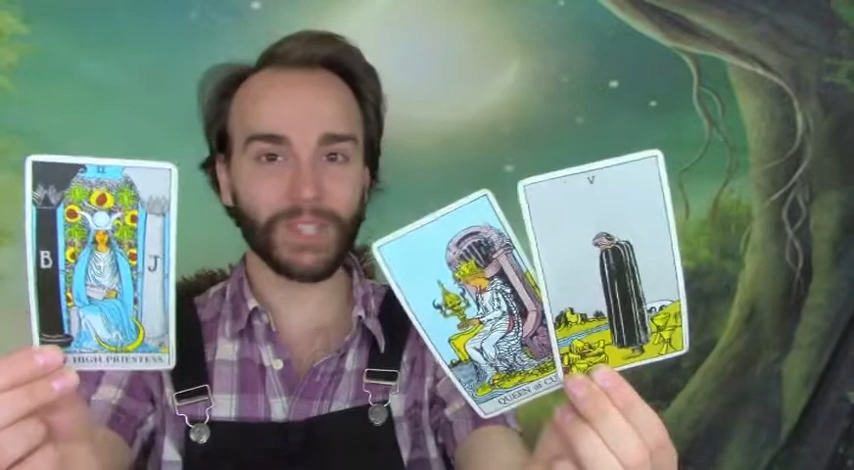 II
B
J
HIGH PRIESTESS
QUEEN of CUPS
V